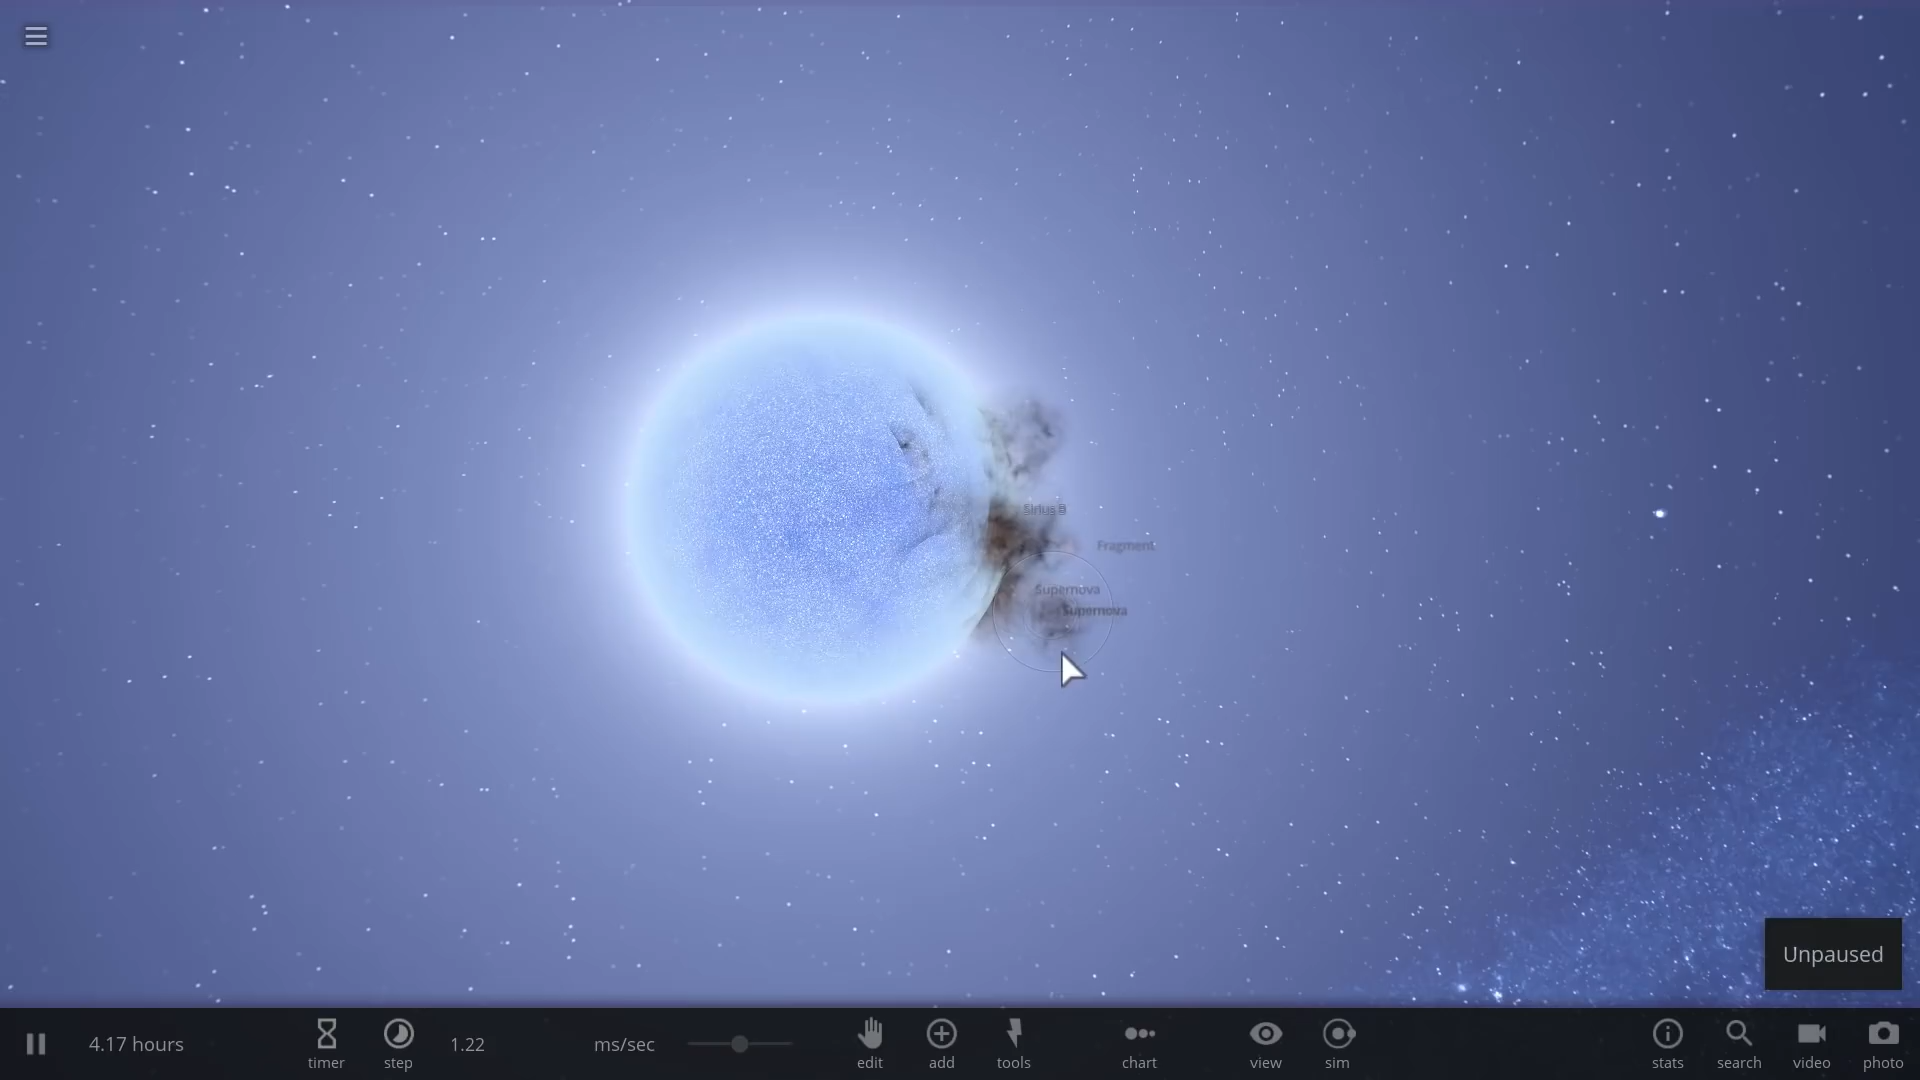 Sirius B
Fragment
Supernova
Supernova
Unpaused
4.17 hours
timer
step
1.22
ms/sec
edit
add
tools
chart
view
sim
stats
search
video
photo